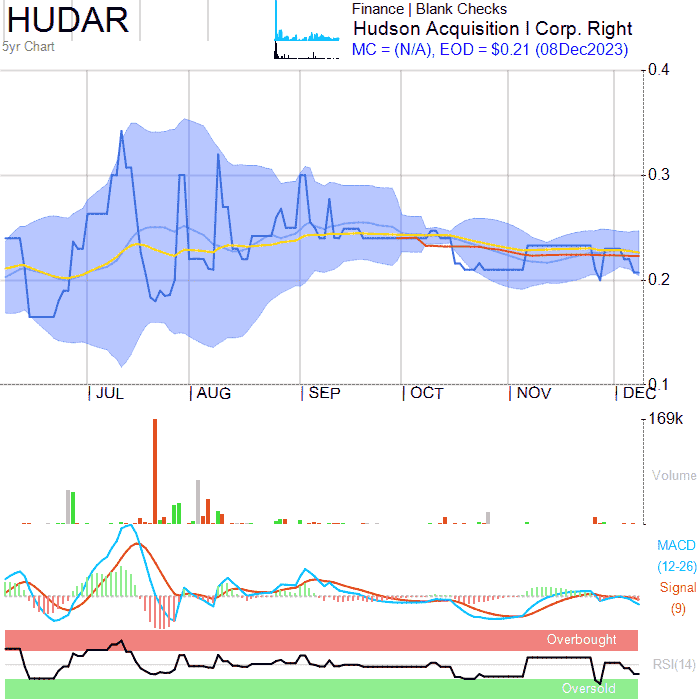 HUDAR
5yr Chart
Finance | Blank Checks
Hudson Acquisition I Corp. Right
MC = (N/A), EOD = $0.21 (08Dec2023)
0.4
0.3
0.2
0.1
JUL AUG SEP OCT NOV DEC
169k
Volume
MACD
(12-26)
Signal
(9)
Overbought
RSI(14)
Oversold